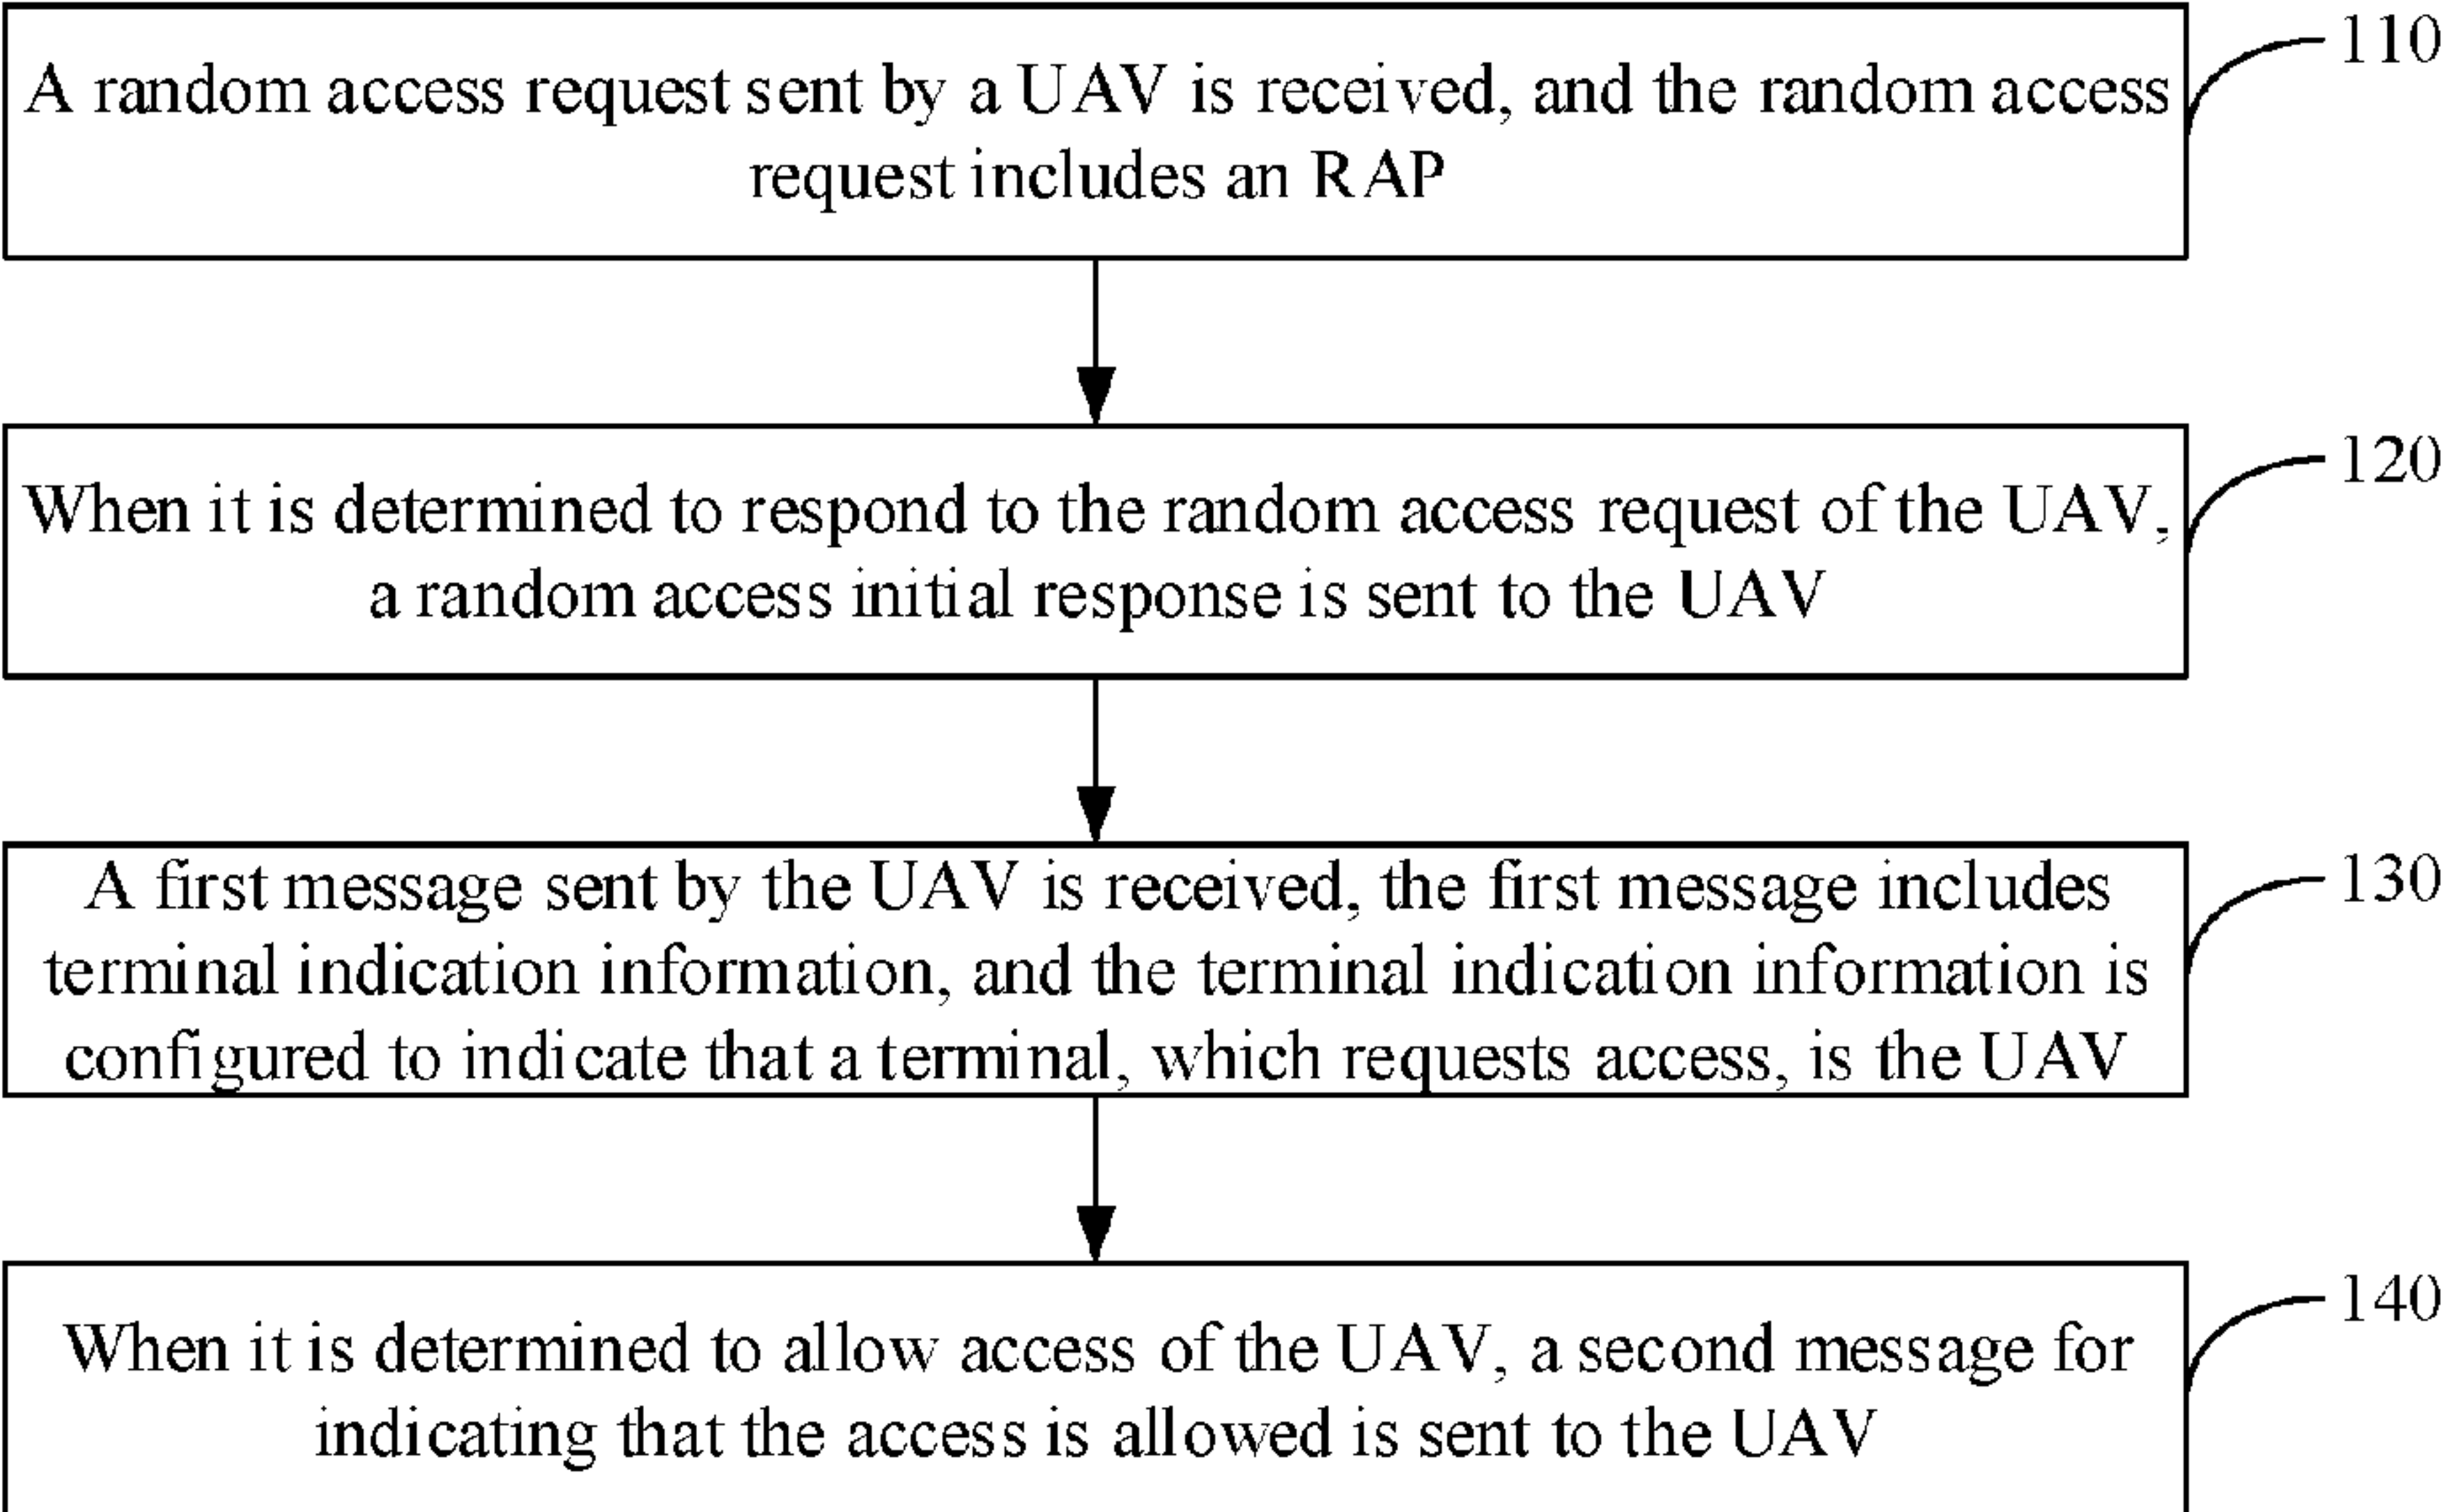 110
A random access request sent by a UAV is received, and the random access
request includes an RAP
120
When it is determined to respond to the random access request of the UAV,
a random access initial response is sent to the UAV
130
A first message sent by the UAV is received, the first message includes
terminal indication information, and the terminal indication information is
configured to indicate that a terminal, which requests access, is the UAV
140
When it is determined to allow access of the UAV, a second message for
indicating that the access is allowed is sent to the UAV